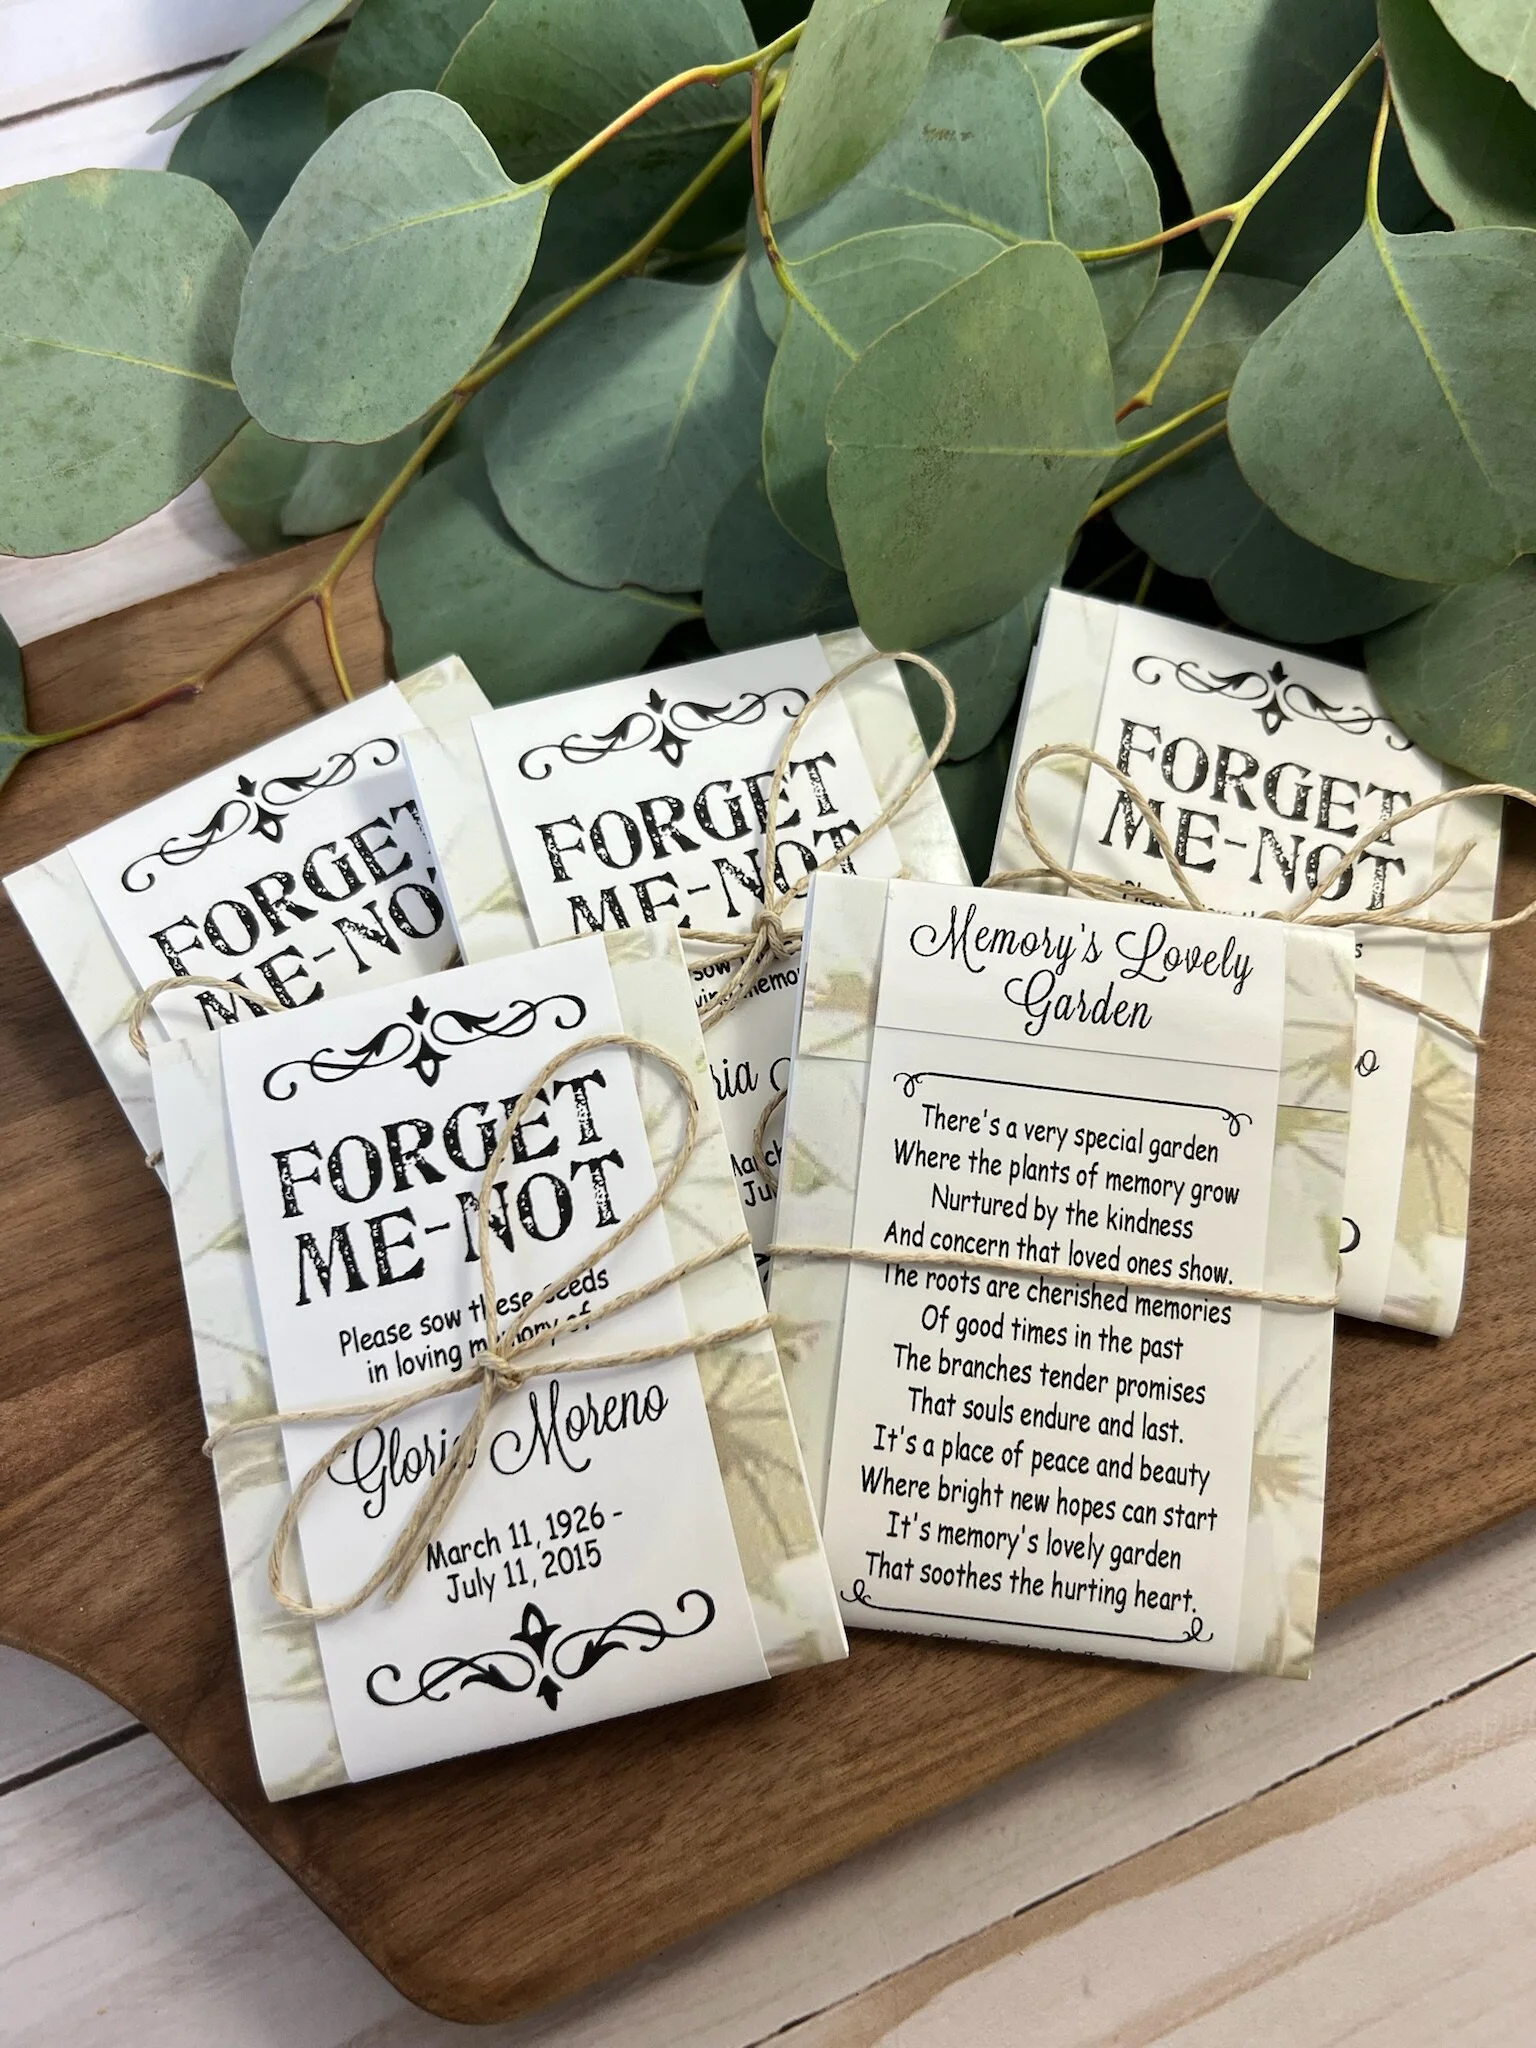 FORGET
ME-NO
FORGET
ME-NOT
sow
ria
July
FORGET
ME-NOT
FORGET
ME-NOT
Please sow these seeds
in loving memory of
Gloria Moreno
March 11, 1926 -
July 11, 2015
Memory's Lovely
Garden
There's a very special garden
Where the plants of memory grow
Nurtured by the kindness
And concern that loved ones show.
The roots are cherished memories
Of good times in the past
The branches tender promises
That souls endure and last.
It's a place of peace and beauty
Where bright new hopes can start
It's memory's lovely garden
That soothes the hurting heart.